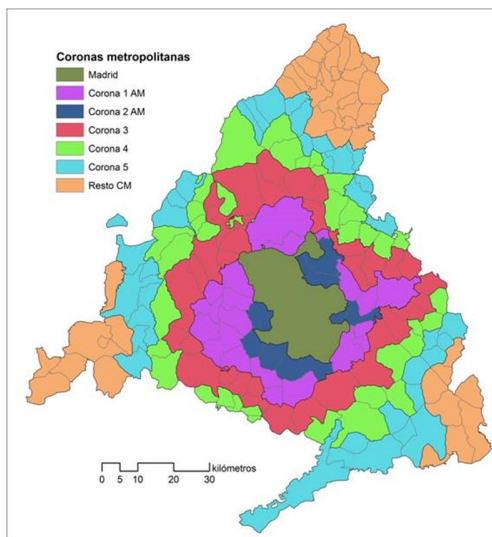 Coronas metropolitanas
Madrid
Corona 1 AM
Corona 2 AM
Corona 3
Corona 4
Corona 5
Resto CM
kilómetros
0 5 10 20 30